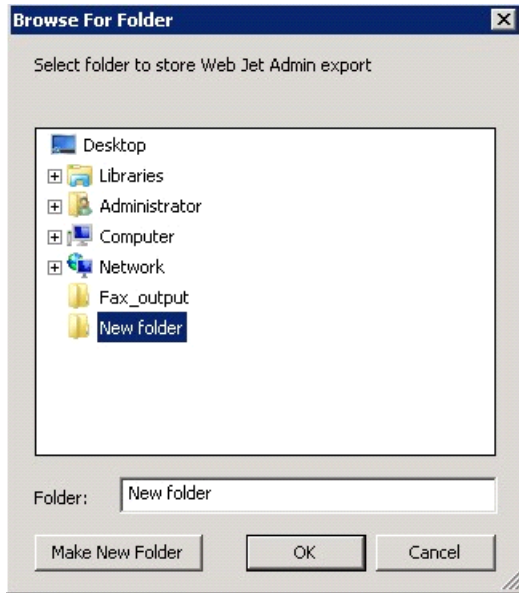 Browse For Folder
Select folder to store Web Jet Admin export
Desktop
Libraries
Administrator
Computer
Network
Fax_output
New folder
Folder: New folder
Make New Folder OK Cancel